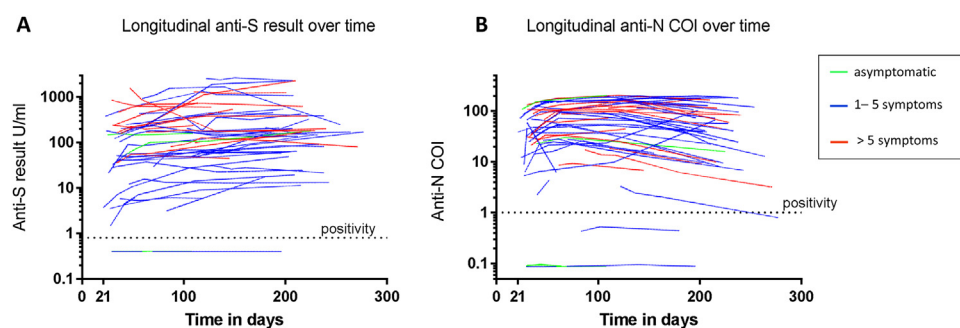 A
Longitudinal anti-S result over time
Anti-S result U/ml
1000
100
10
1
0.1
positivity
0 21 100 200 300
Time in days
B
Longitudinal anti-N COI over time
Anti-N COI
100
10
1
0.1
positivity
0 21 100 200 300
Time in days
asymptomatic
1– 5 symptoms
> 5 symptoms